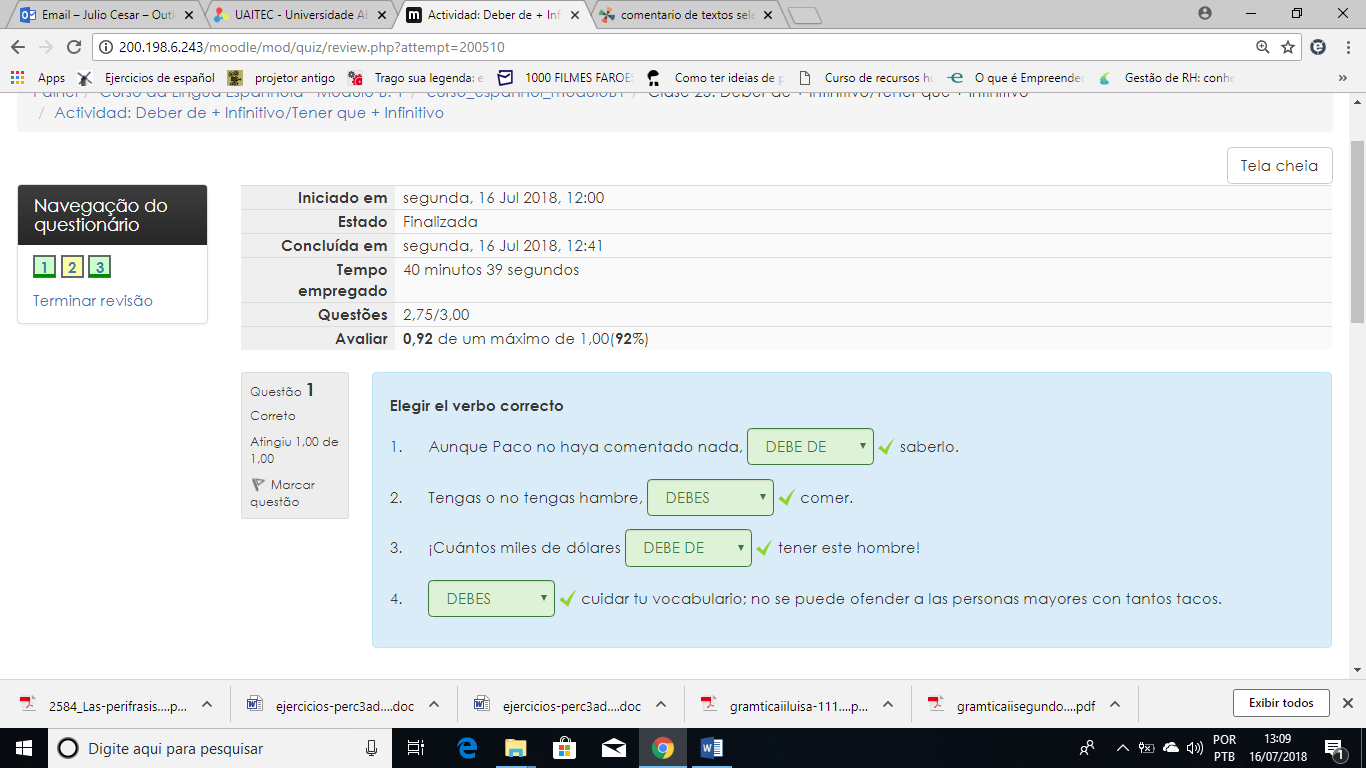 Email – Julio Cesar – Outl
UAITEC - Universidade Ab
Actividad: Deber de + Inf
comentario de textos sele
200.198.6.243/moodle/mod/quiz/review.php?attempt=200510
Apps
Ejercicios de español
projetor antigo
Trago sua legenda: e
1000 FILMES FAROES
Como ter ideias de p
Curso de recursos hu
O que é Empreende
Gestão de RH: conhe
»
Painel / Curso da Língua Espanhola - Módulo B. 1 / curso_espanhol_moduloB1 / Clase 25: Deber de + Infinitivo/Tener que + Infinitivo
/ Actividad: Deber de + Infinitivo/Tener que + Infinitivo
Tela cheia
Navegação do
questionário
1 2 3
Terminar revisão
Iniciado em segunda, 16 Jul 2018, 12:00
Estado Finalizada
Concluída em segunda, 16 Jul 2018, 12:41
Tempo 40 minutos 39 segundos
empregado
Questões 2,75/3,00
Avaliar 0,92 de um máximo de 1,00(92%)
Questão 1
Correto
Atingiu 1,00 de
1,00
Marcar
questão
Elegir el verbo correcto
1. Aunque Paco no haya comentado nada, DEBE DE saberlo.
2. Tengas o no tengas hambre, DEBES comer.
3. ¡Cuántos miles de dólares DEBE DE tener este hombre!
4. DEBES cuidar tu vocabulario; no se puede ofender a las personas mayores con tantos tacos.
2584_Las-perifrasis....p...
ejercicios-perc3ad....doc
ejercicios-perc3ad....doc
gramticaiiluisa-111....p...
gramticaiisegundo....pdf
Exibir todos
Digite aqui para pesquisar
POR
PTB
13:09
16/07/2018
1